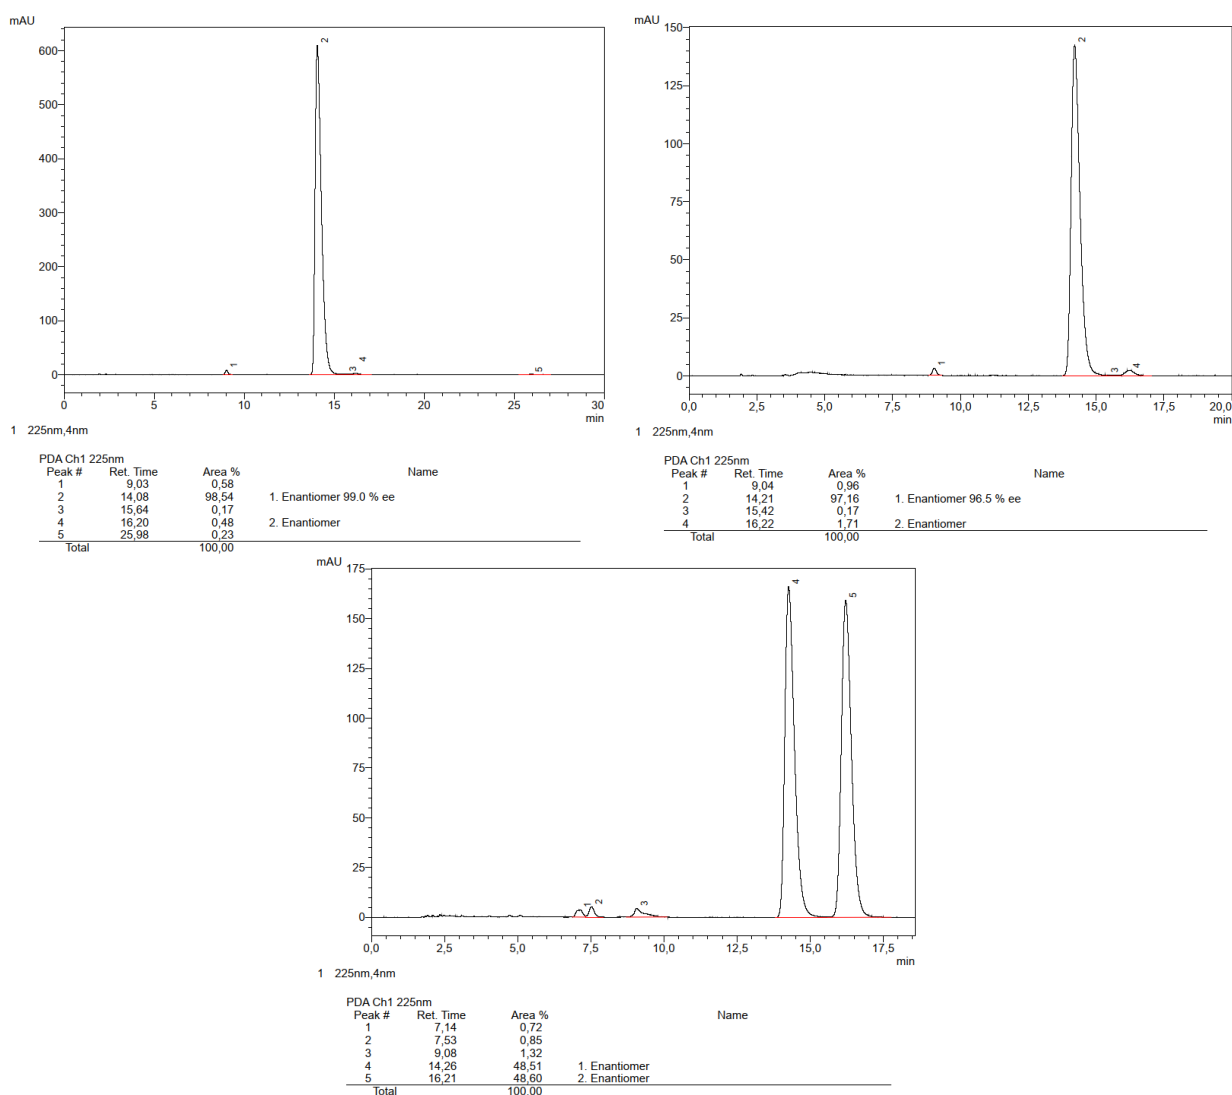 mAU
600
500
400
300
200
100
0
2
1
3
4
5
0 5 10 15 20 25 30
min
1 225nm,4nm
PDA Ch1 225nm
Peak # Ret. Time Area % Name
1 9,03 0,58
2 14,08 98,54 1. Enantiomer 99.0 % ee
3 15,64 0,17
4 16,20 0,48 2. Enantiomer
5 25,98 0,23
Total 100,00
mAU
150
125
100
75
50
25
0
2
1
3
4
0,0 2,5 5,0 7,5 10,0 12,5 15,0 17,5 20,0
min
1 225nm,4nm
PDA Ch1 225nm
Peak # Ret. Time Area % Name
1 9,04 0,96
2 14,21 97,16 1. Enantiomer 96.5 % ee
3 15,42 0,17
4 16,22 1,71 2. Enantiomer
Total 100,00
mAU
175
150
125
100
75
50
25
0
1
2
3
4
5
0,0 2,5 5,0 7,5 10,0 12,5 15,0 17,5
min
1 225nm,4nm
PDA Ch1 225nm
Peak # Ret. Time Area % Name
1 7,14 0,72
2 7,53 0,85
3 9,08 1,32
4 14,26 48,51 1. Enantiomer
5 16,21 48,60 2. Enantiomer
Total 100,00